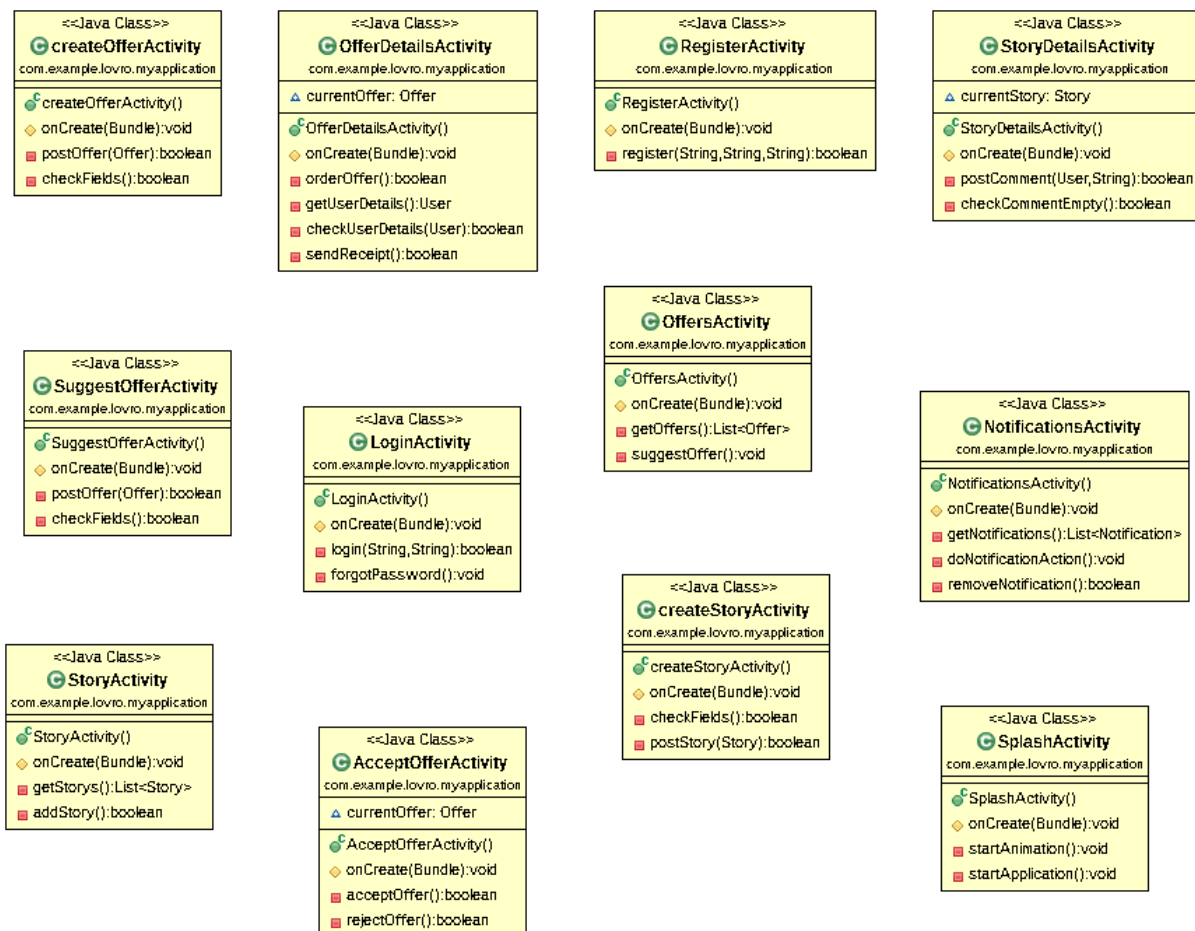 <<Java Class>>
createOfferActivity
com.example.lovro.myapplication
createOfferActivity()
onCreate(Bundle):void
postOffer(Offer):boolean
checkFields():boolean
<<Java Class>>
OfferDetailsActivity
com.example.lovro.myapplication
currentOffer: Offer
OfferDetailsActivity()
onCreate(Bundle):void
orderOffer():boolean
getUserDetails():User
checkUserDetails(User):boolean
sendReceipt():boolean
<<Java Class>>
RegisterActivity
com.example.lovro.myapplication
RegisterActivity()
onCreate(Bundle):void
register(String,String,String):boolean
<<Java Class>>
StoryDetailsActivity
com.example.lovro.myapplication
currentStory: Story
StoryDetailsActivity()
onCreate(Bundle):void
postComment(User,String):boolean
checkCommentEmpty():boolean
<<Java Class>>
SuggestOfferActivity
com.example.lovro.myapplication
SuggestOfferActivity()
onCreate(Bundle):void
postOffer(Offer):boolean
checkFields():boolean
<<Java Class>>
LoginActivity
com.example.lovro.myapplication
LoginActivity()
onCreate(Bundle):void
login(String,String):boolean
forgotPassword():void
<<Java Class>>
OffersActivity
com.example.lovro.myapplication
OffersActivity()
onCreate(Bundle):void
getOffers():List<Offer>
suggestOffer():void
<<Java Class>>
NotificationsActivity
com.example.lovro.myapplication
NotificationsActivity()
onCreate(Bundle):void
getNotifications():List<Notification>
doNotificationAction():void
removeNotification():boolean
<<Java Class>>
StoryActivity
com.example.lovro.myapplication
StoryActivity()
onCreate(Bundle):void
getStorys():List<Story>
addStory():boolean
<<Java Class>>
AcceptOfferActivity
com.example.lovro.myapplication
currentOffer: Offer
AcceptOfferActivity()
onCreate(Bundle):void
acceptOffer():boolean
rejectOffer():boolean
<<Java Class>>
createStoryActivity
com.example.lovro.myapplication
createStoryActivity()
onCreate(Bundle):void
checkFields():boolean
postStory(Story):boolean
<<Java Class>>
SplashActivity
com.example.lovro.myapplication
SplashActivity()
onCreate(Bundle):void
startAnimation():void
startApplication():void